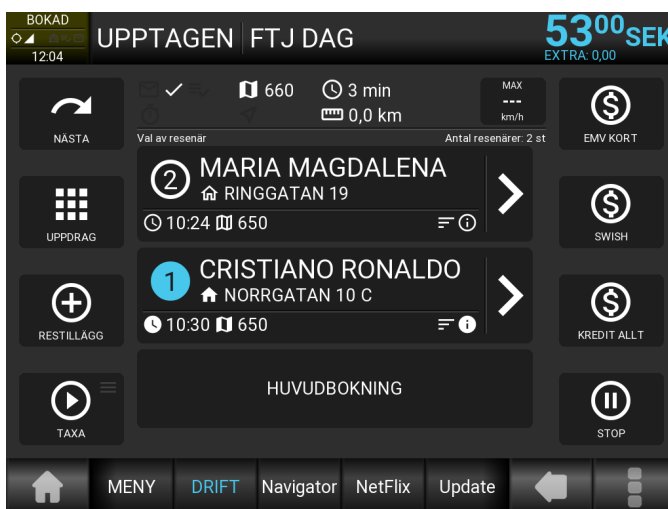 BOKAD
12:04
UPPTAGEN FTJ DAG
53⁰⁰SEK
EXTRA: 0,00
NÄSTA
660
3 min
0,0 km
MAX
---
km/h
EMV KORT
Val av resenär
Antal resenärer: 2 st
2
MARIA MAGDALENA
RINGGATAN 19
10:24 650
UPPDRAG
SWISH
1
CRISTIANO RONALDO
NORRGATAN 10 C
10:30 650
RESTILLÄGG
KREDIT ALLT
HUVUDBOKNING
TAXA
STOP
MENY
DRIFT
Navigator
NetFlix
Update